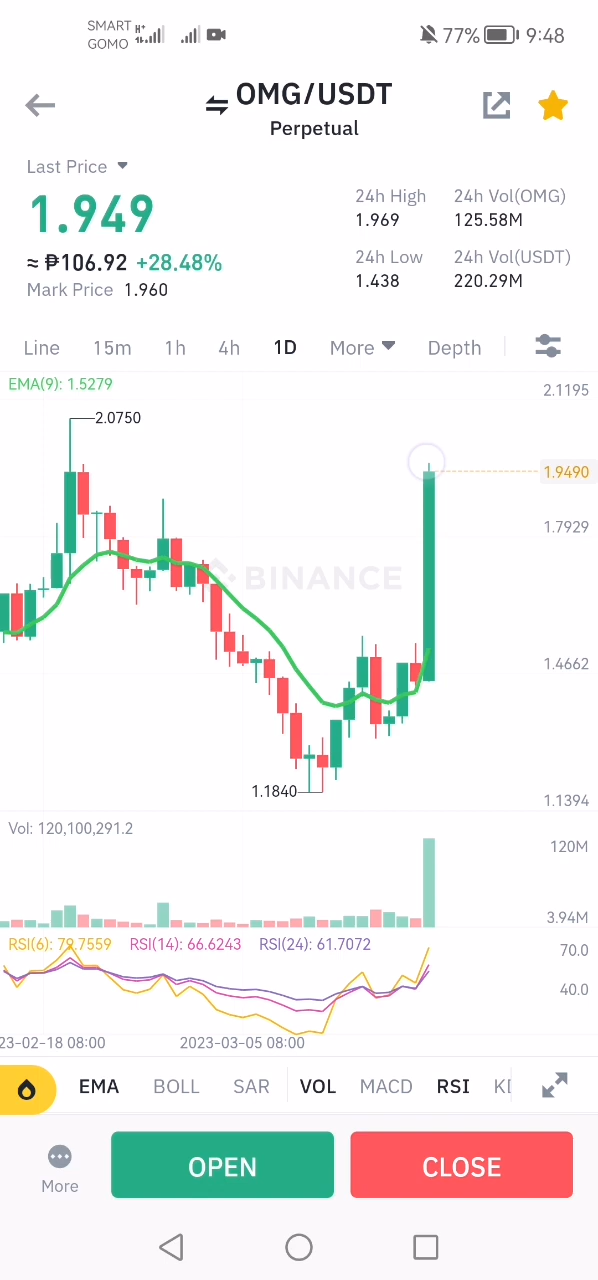 SMART H+
GOMO
77% 9:48
OMG/USDT
Perpetual
Last Price
1.949
≈ ₱106.92 +28.48%
Mark Price 1.960
24h High
1.969
24h Vol(OMG)
125.58M
24h Low
1.438
24h Vol(USDT)
220.29M
Line 15m 1h 4h 1D More Depth
EMA(9): 1.5279
2.1195
2.0750
1.9490
1.7929
BINANCE
1.4662
1.1840
1.1394
Vol: 120,100,291.2
120M
3.94M
RSI(6): 79.7559 RSI(14): 66.6243 RSI(24): 61.7072
70.0
40.0
23-02-18 08:00 2023-03-05 08:00
EMA BOLL SAR VOL MACD RSI
More
OPEN
CLOSE